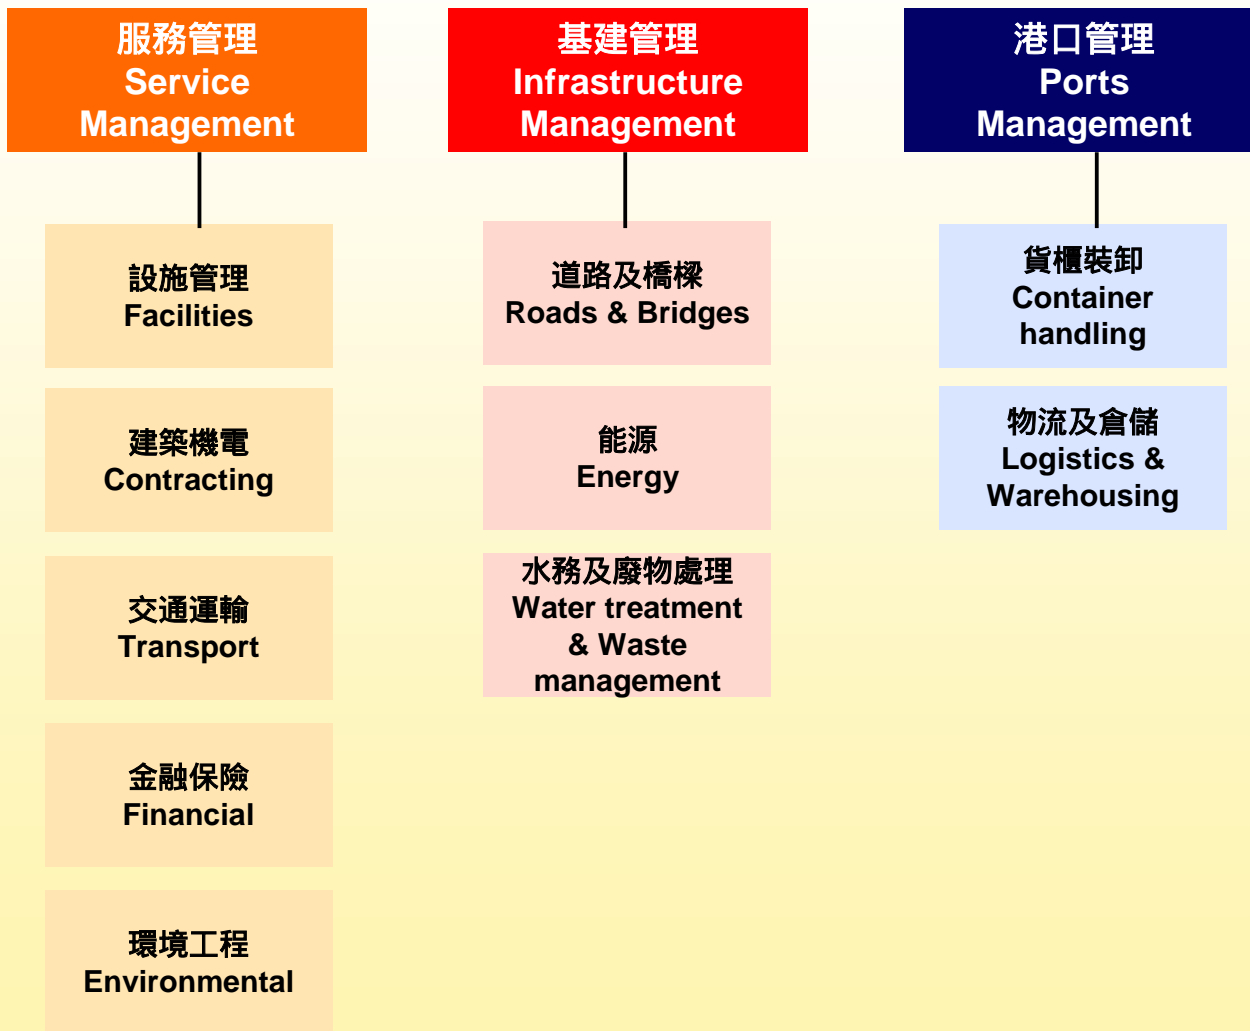 服務管理
Service
Management
設施管理
Facilities
建築機電
Contracting
交通運輸
Transport
金融保險
Financial
環境工程
Environmental
基建管理
Infrastructure
Management
道路及橋樑
Roads & Bridges
能源
Energy
水務及廢物處理
Water treatment
& Waste
management
港口管理
Ports
Management
貨櫃裝卸
Container
handling
物流及倉儲
Logistics &
Warehousing